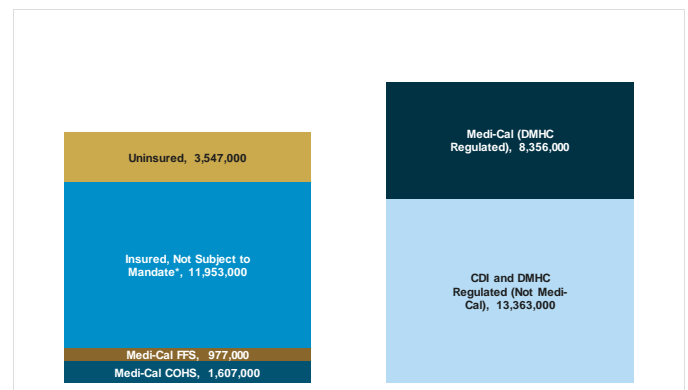 Uninsured, 3,547,000
Insured, Not Subject to
Mandate*, 11,953,000
Medi-Cal FFS, 977,000
Medi-Cal COHS, 1,607,000
Medi-Cal (DMHC
Regulated), 8,356,000
CDI and DMHC
Regulated (Not Medi-
Cal), 13,363,000